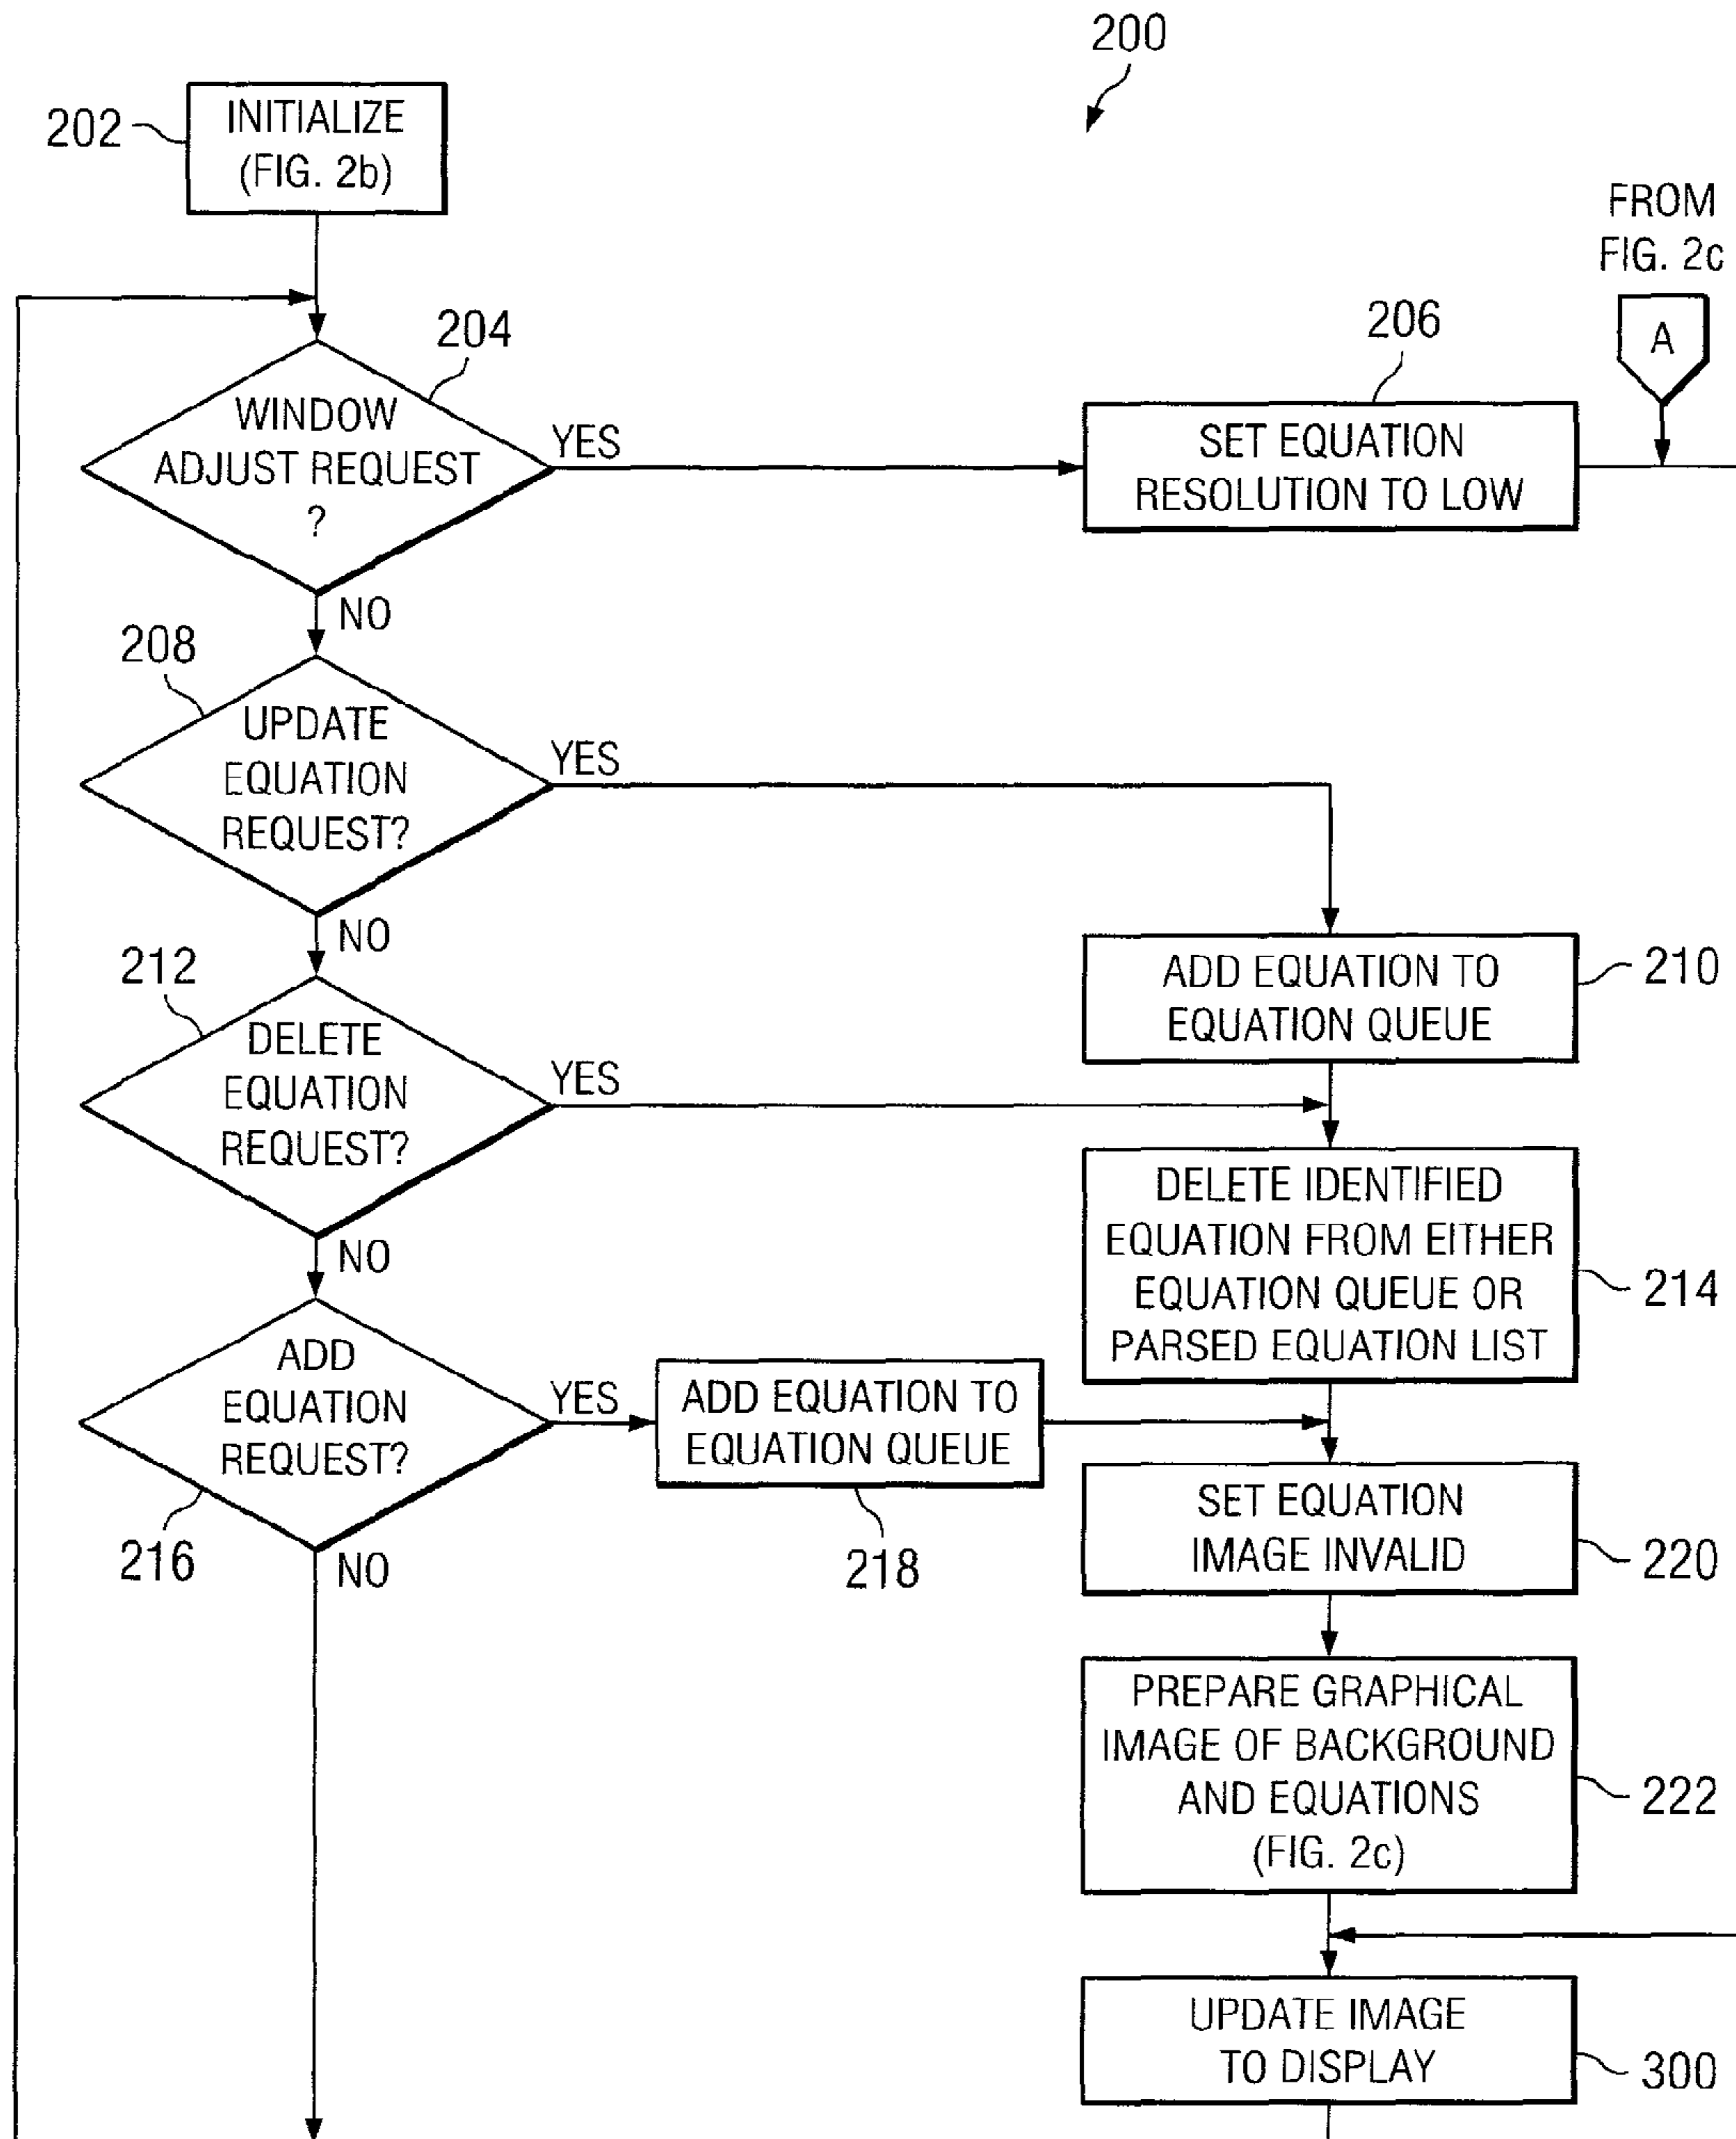 200
202
INITIALIZE
(FIG. 2b)
FROM
FIG. 2c
A
204
WINDOW
ADJUST REQUEST
?
YES
NO
206
SET EQUATION
RESOLUTION TO LOW
208
UPDATE
EQUATION
REQUEST?
YES
NO
ADD EQUATION TO
EQUATION QUEUE
210
212
DELETE
EQUATION
REQUEST?
YES
NO
DELETE IDENTIFIED
EQUATION FROM EITHER
EQUATION QUEUE OR
PARSED EQUATION LIST
214
ADD
EQUATION
REQUEST?
216
YES
NO
ADD EQUATION TO
EQUATION QUEUE
218
SET EQUATION
IMAGE INVALID
220
PREPARE GRAPHICAL
IMAGE OF BACKGROUND
AND EQUATIONS
(FIG. 2c)
222
UPDATE IMAGE
TO DISPLAY
300